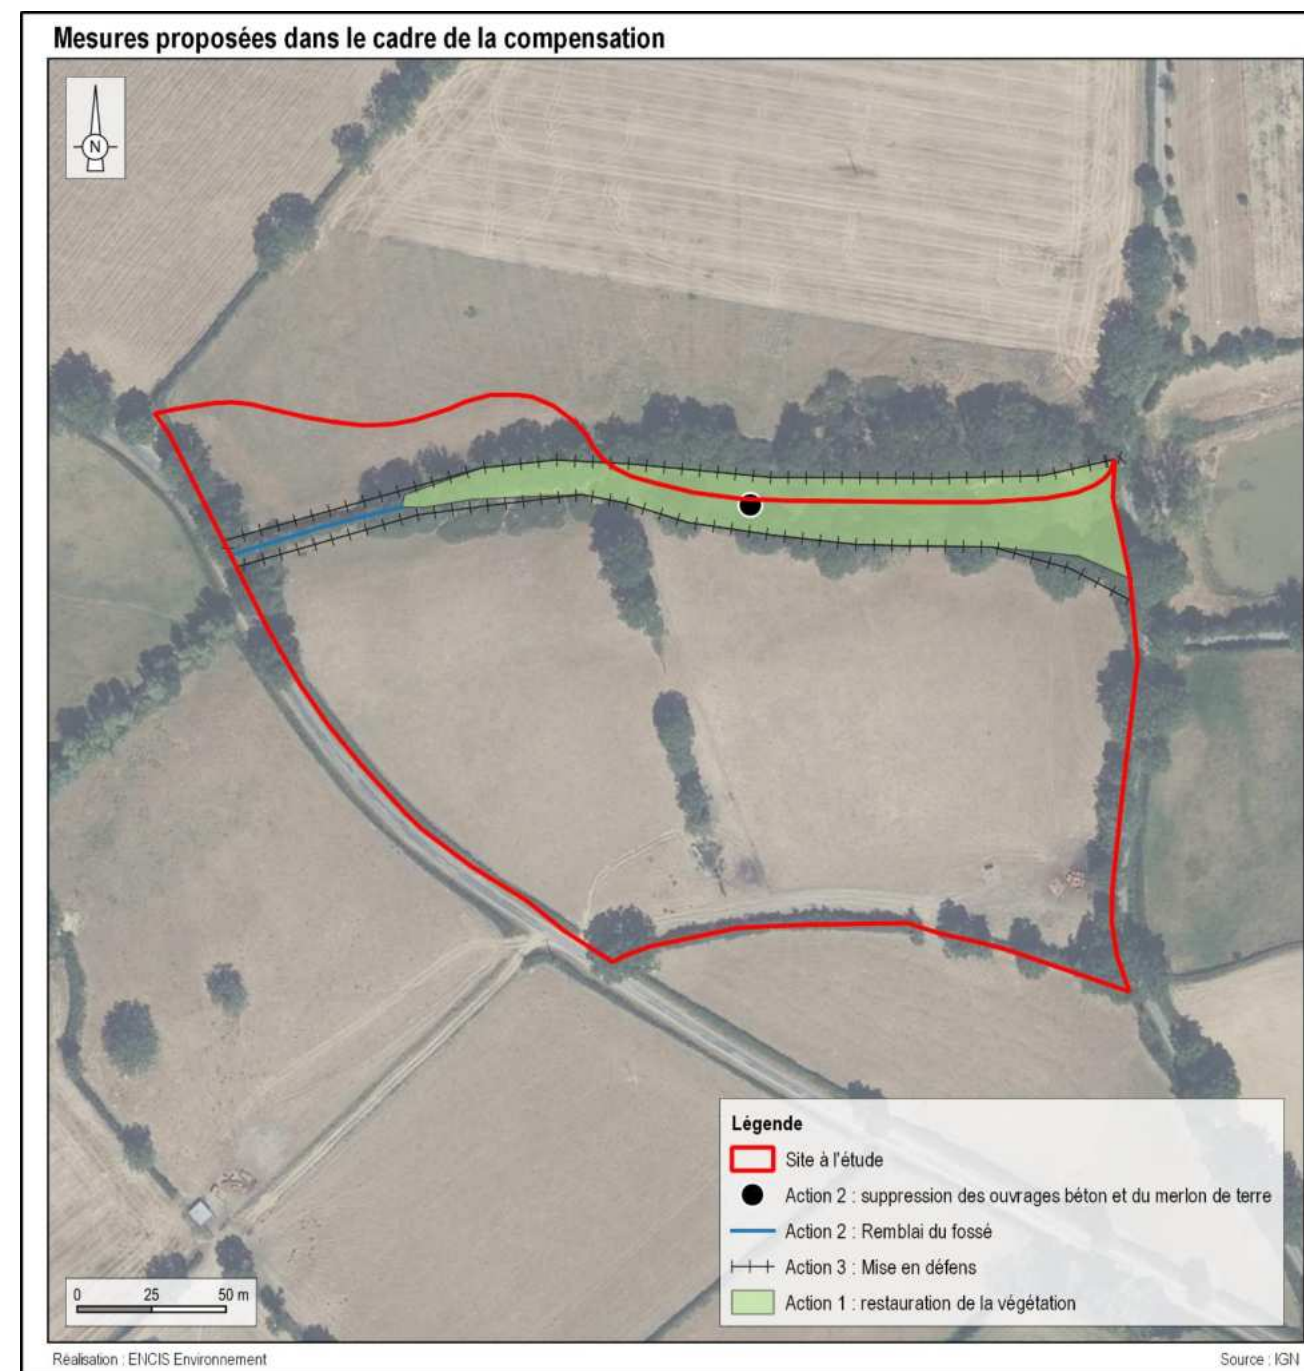 Mesures proposées dans le cadre de la compensation
N
Légende
Site à l'étude
Action 2 : suppression des ouvrages béton et du merlon de terre
Action 2 : Remblai du fossé
Action 3 : Mise en défens
Action 1 : restauration de la végétation
0 25 50 m
Réalisation : ENCIS Environnement
Source : IGN